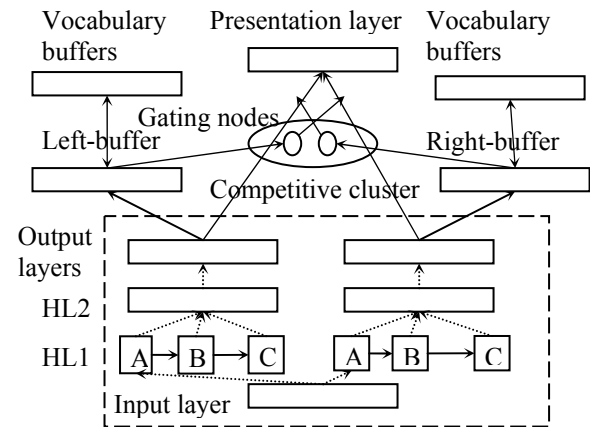 Vocabulary
buffers
Presentation layer
Vocabulary
buffers
Gating nodes
Left-buffer
Right-buffer
Competitive cluster
Output
layers
HL2
HL1
A B C
A B C
Input layer